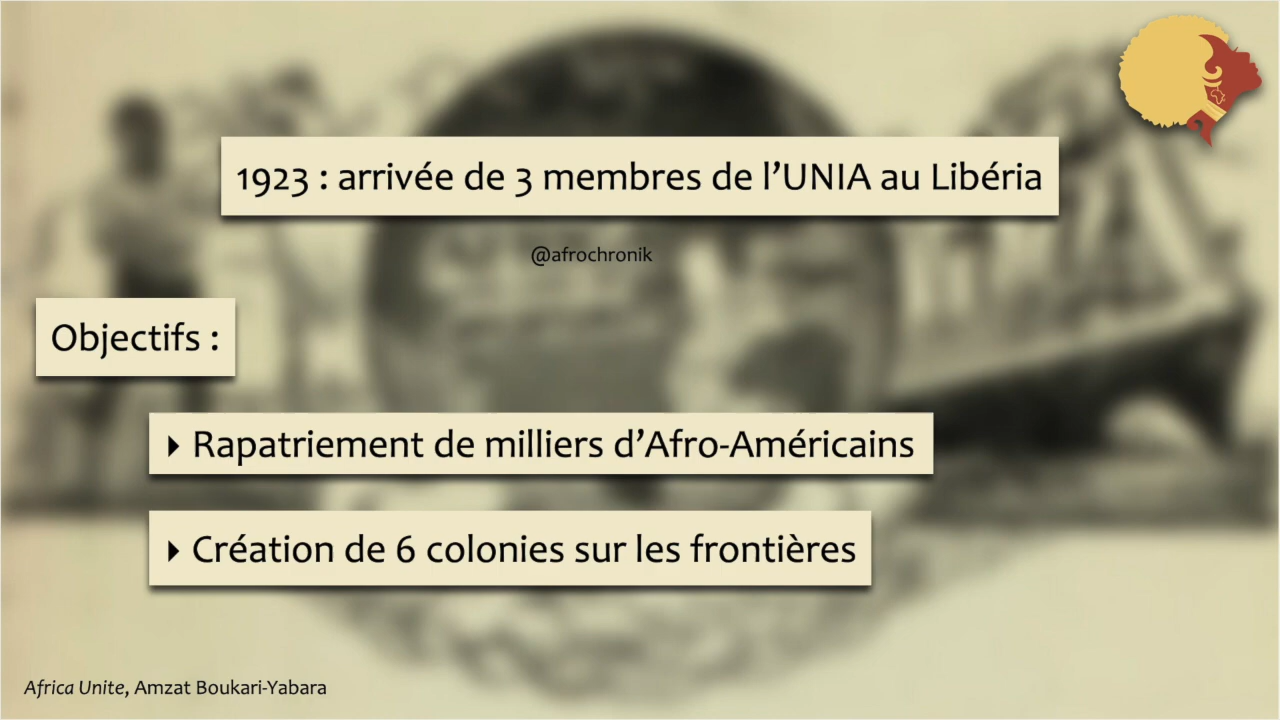 1923 : arrivée de 3 membres de l’UNIA au Libéria
@afrochronik
Objectifs :
‣ Rapatriement de milliers d’Afro-Américains
‣ Création de 6 colonies sur les frontières
Africa Unite, Amzat Boukari-Yabara